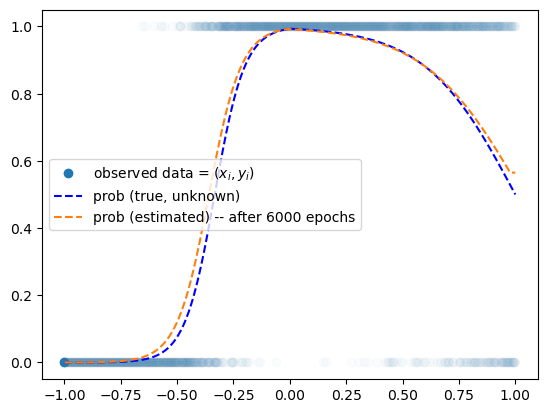 1.0
0.8
0.6
observed data = (x_i, y_i)
prob (true, unknown)
prob (estimated) -- after 6000 epochs
0.4
0.2
0.0
−1.00 −0.75 −0.50 −0.25 0.00 0.25 0.50 0.75 1.00